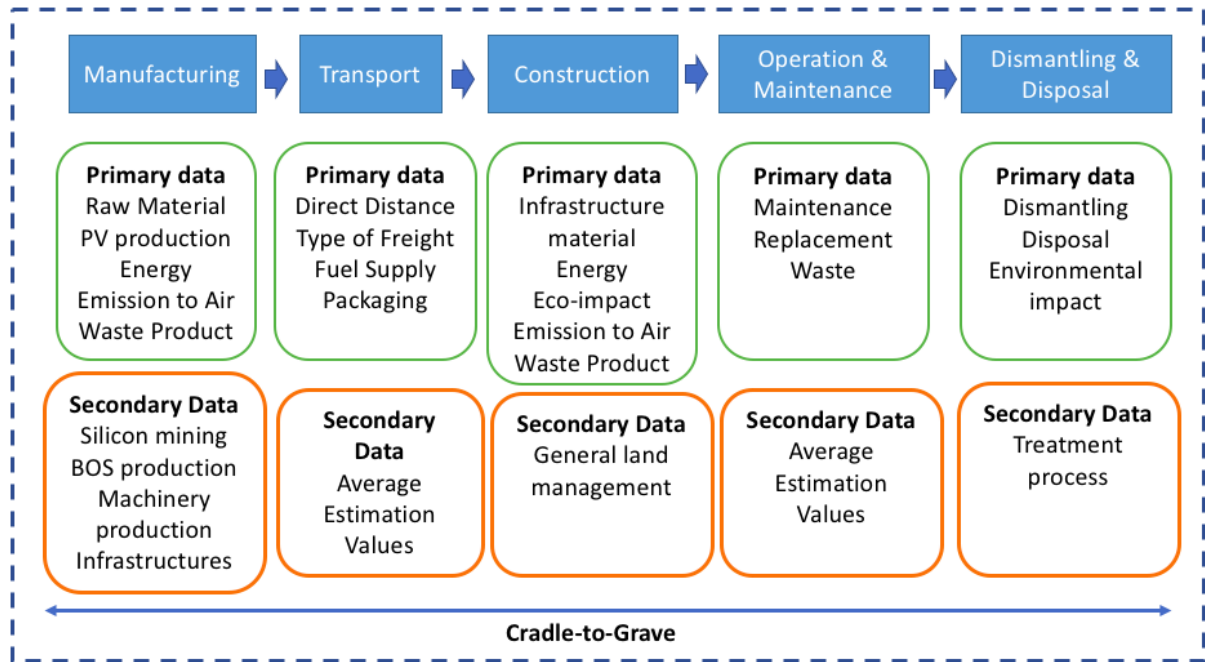 Manufacturing
Transport
Construction
Operation &
Maintenance
Dismantling &
Disposal
Primary data
Raw Material
PV production
Energy
Emission to Air
Waste Product
Primary data
Direct Distance
Type of Freight
Fuel Supply
Packaging
Primary data
Infrastructure
material
Energy
Eco-impact
Emission to Air
Waste Product
Primary data
Maintenance
Replacement
Waste
Primary data
Dismantling
Disposal
Environmental
impact
Secondary Data
Silicon mining
BOS production
Machinery
production
Infrastructures
Secondary
Data
Average
Estimation
Values
Secondary Data
General land
management
Secondary Data
Average
Estimation
Values
Secondary Data
Treatment
process
Cradle-to-Grave